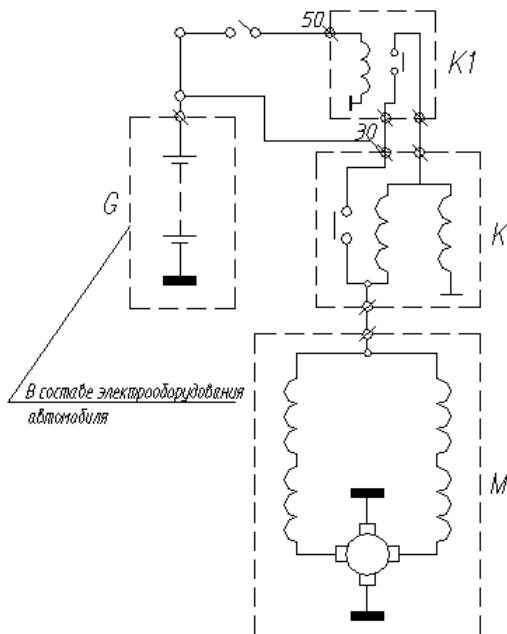 50
K1
30
G
K
В составе электрооборудования
автомобиля
M